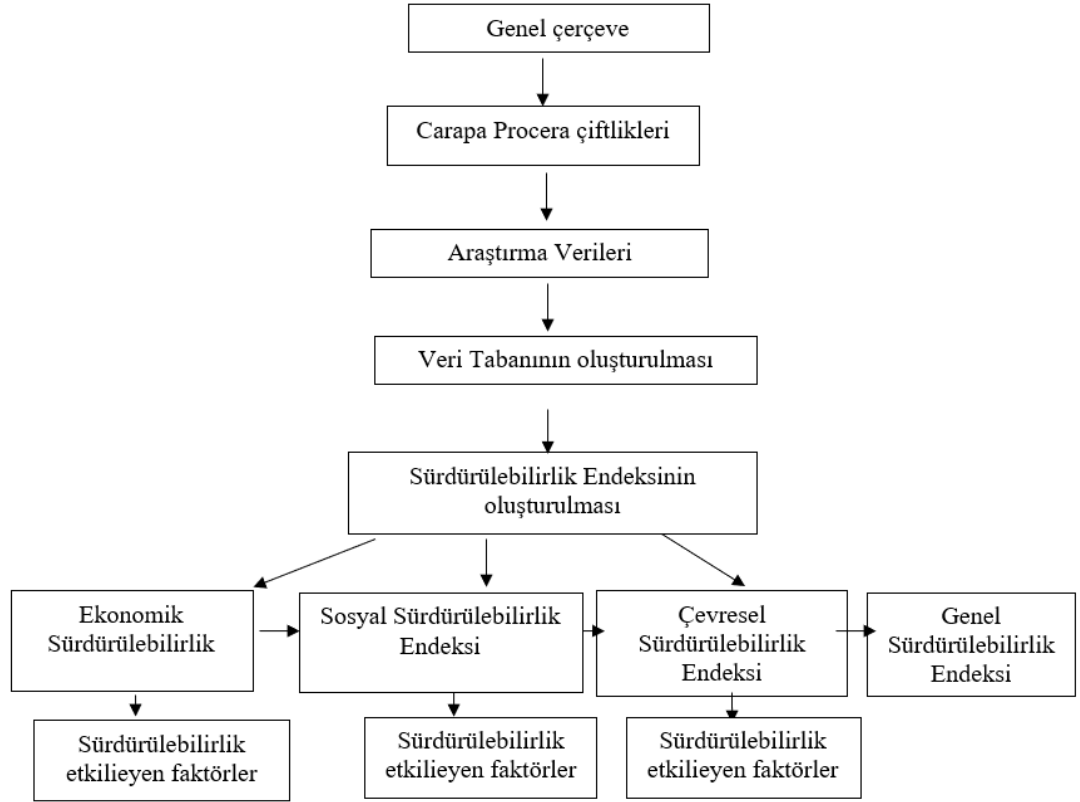 Genel çerçeve
Carapa Procera çiftlikleri
Araştırma Verileri
Veri Tabanının oluşturulması
Sürdürülebilirlik Endeksinin
oluşturulması
Ekonomik
Sürdürülebilirlik
Sosyal Sürdürülebilirlik
Endeksi
Çevresel
Sürdürülebilirlik
Endeksi
Genel
Sürdürülebilirlik
Endeksi
Sürdürülebilirlik
etkilieyen faktörler
Sürdürülebilirlik
etkilieyen faktörler
Sürdürülebilirlik
etkilieyen faktörler